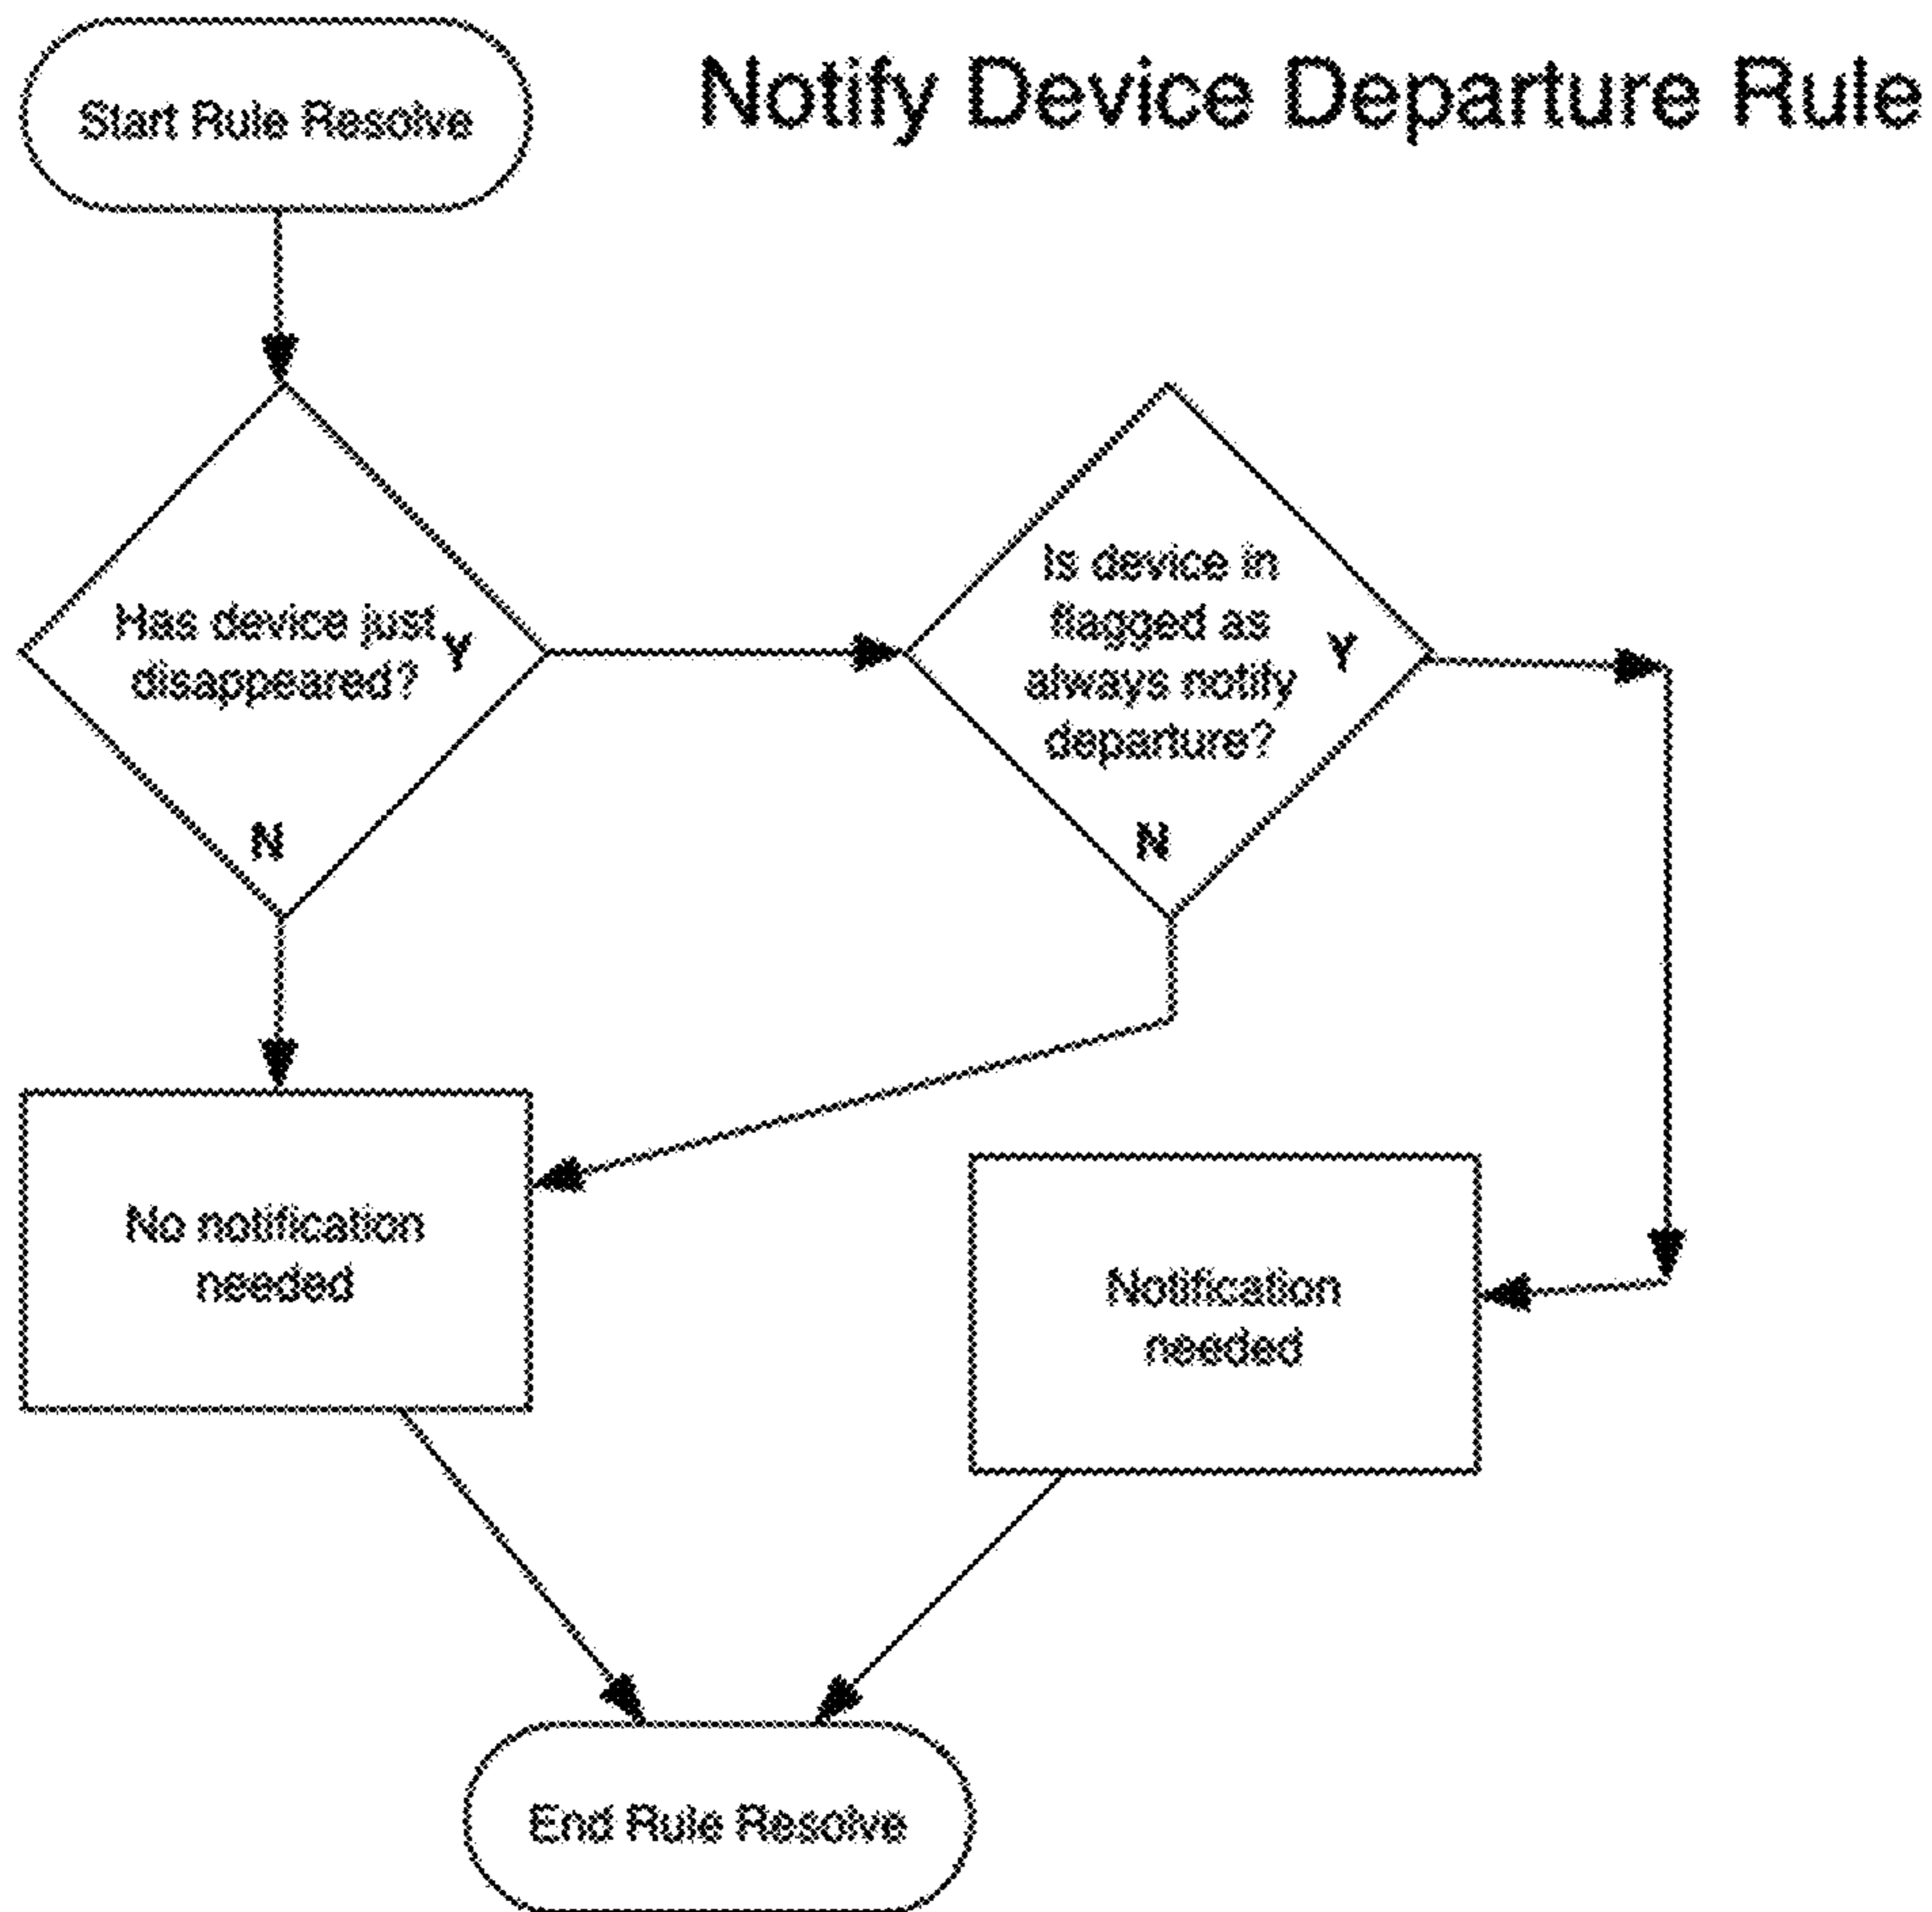 Start Rule Resolve
Notify Device Departure Rule
Has device just
disappeared?
Y
N
Is device in
flagged as
always notify
departure?
Y
N
No notification
needed
Notification
needed
End Rule Resolve